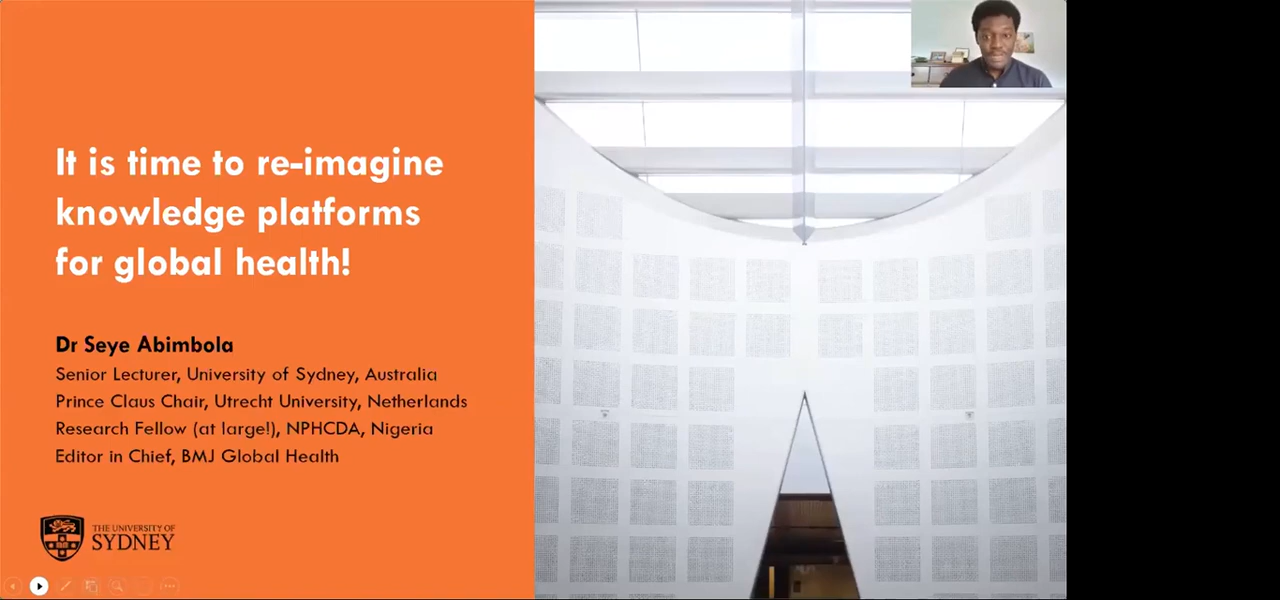 It is time to re-imagine
knowledge platforms
for global health!
Dr Seye Abimbola
Senior Lecturer, University of Sydney, Australia
Prince Claus Chair, Utrecht University, Netherlands
Research Fellow (at large!), NPHCDA, Nigeria
Editor in Chief, BMJ Global Health
THE UNIVERSITY OF
SYDNEY